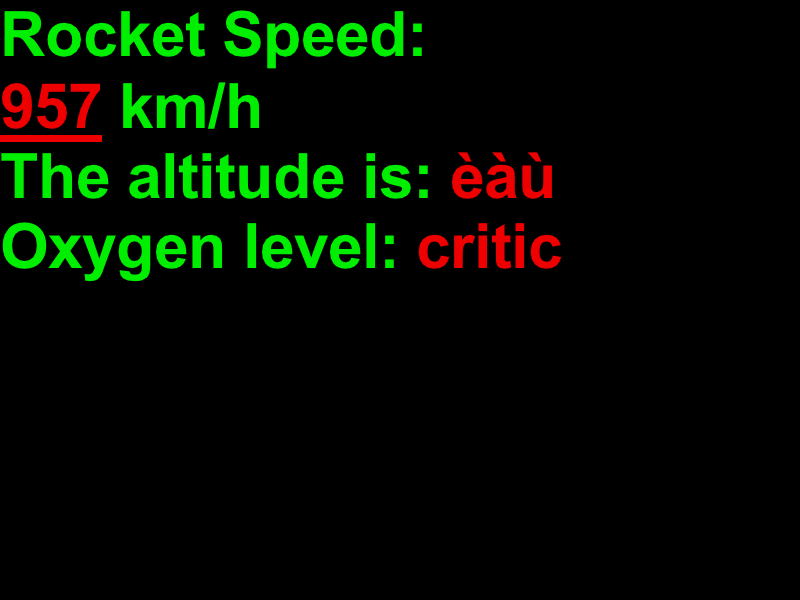 Rocket Speed:
957 km/h
The altitude is: èàù
Oxygen level: critic